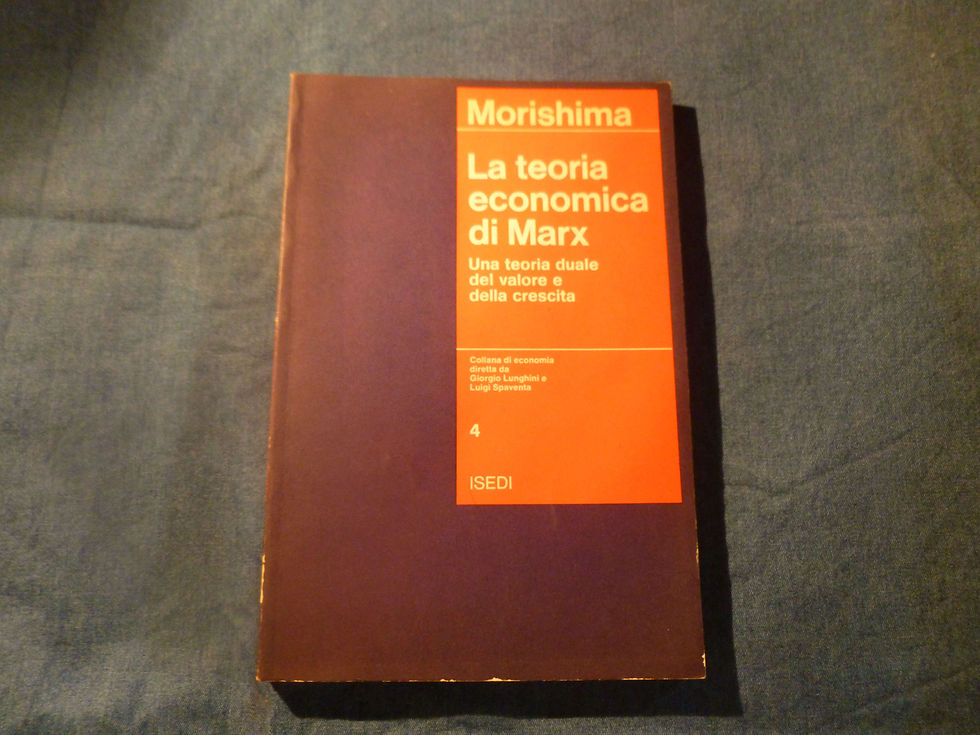 Morishima
La teoria
economica
di Marx
Una teoria duale
del valore e
della crescita
Collana di economia
diretta da
Giorgio Lunghini e
Luigi Spaventa
4
ISEDI